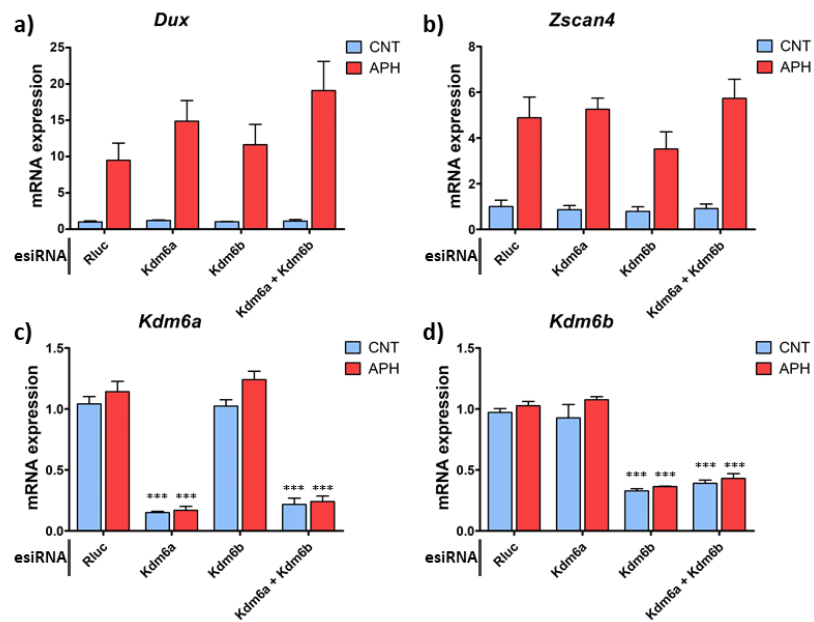 a)
Dux
mRNA expression
25
20
15
10
5
0
CNT
APH
esiRNA
Rluc
Kdm6a
Kdm6b
Kdm6a + Kdm6b
b)
Zscan4
mRNA expression
8
6
4
2
0
CNT
APH
esiRNA
Rluc
Kdm6a
Kdm6b
Kdm6a + Kdm6b
c)
Kdm6a
mRNA expression
1.5
1.0
0.5
0.0
CNT
APH
*** ***
*** ***
esiRNA
Rluc
Kdm6a
Kdm6b
Kdm6a + Kdm6b
d)
Kdm6b
mRNA expression
1.5
1.0
0.5
0.0
CNT
APH
*** ***
*** ***
esiRNA
Rluc
Kdm6a
Kdm6b
Kdm6a + Kdm6b